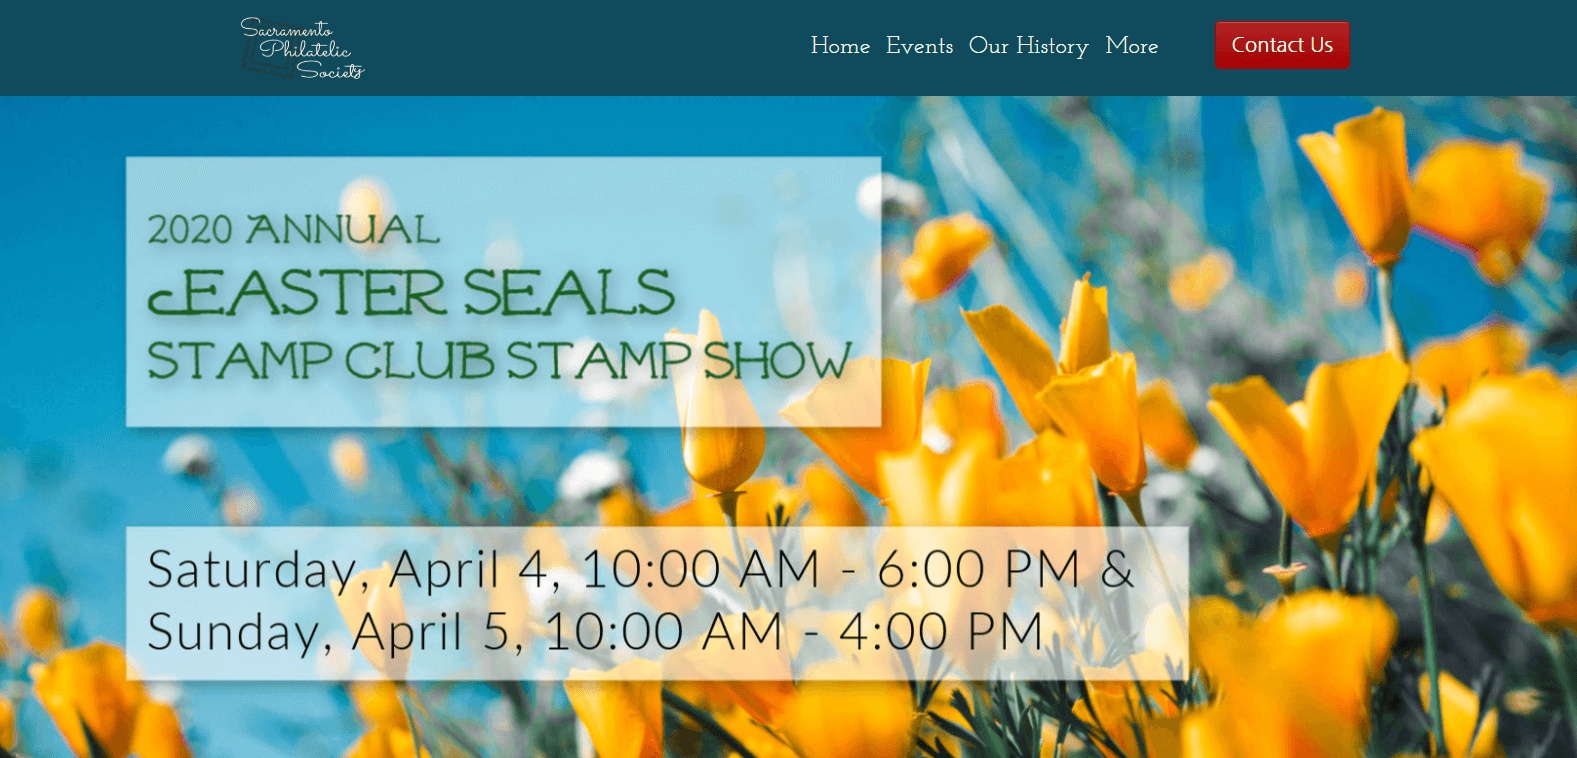 Sacramento
Philatelic
Society
Home Events Our History More
Contact Us
2020 ANNUAL
EASTER SEALS
STAMP CLUB STAMP SHOW
Saturday, April 4, 10:00 AM - 6:00 PM &
Sunday, April 5, 10:00 AM - 4:00 PM